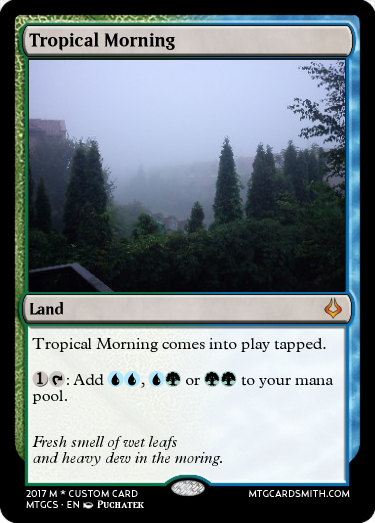 Tropical Morning
Land
Tropical Morning comes into play tapped.
1: Add , or to your mana
pool.
Fresh smell of wet leafs
and heavy dew in the moring.
2017 M * CUSTOM CARD
MTGCS • EN Puchatek
MTGCARDSMITH.COM